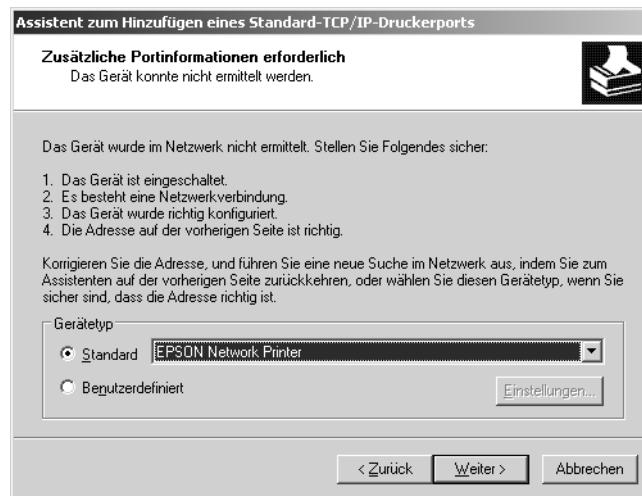 Assistent zum Hinzufügen eines Standard-TCP/IP-Druckerports
Zusätzliche Portinformationen erforderlich
Das Gerät konnte nicht ermittelt werden.
Das Gerät wurde im Netzwerk nicht ermittelt. Stellen Sie Folgendes sicher:
1. Das Gerät ist eingeschaltet.
2. Es besteht eine Netzwerkverbindung.
3. Das Gerät wurde richtig konfiguriert.
4. Die Adresse auf der vorherigen Seite ist richtig.
Korrigieren Sie die Adresse, und führen Sie eine neue Suche im Netzwerk aus, indem Sie zum
Assistenten auf der vorherigen Seite zurückkehren, oder wählen Sie diesen Gerätetyp, wenn Sie
sicher sind, dass die Adresse richtig ist.
Gerätetyp
Standard EPSON Network Printer
Benutzerdefiniert Einstellungen...
< Zurück Weiter > Abbrechen